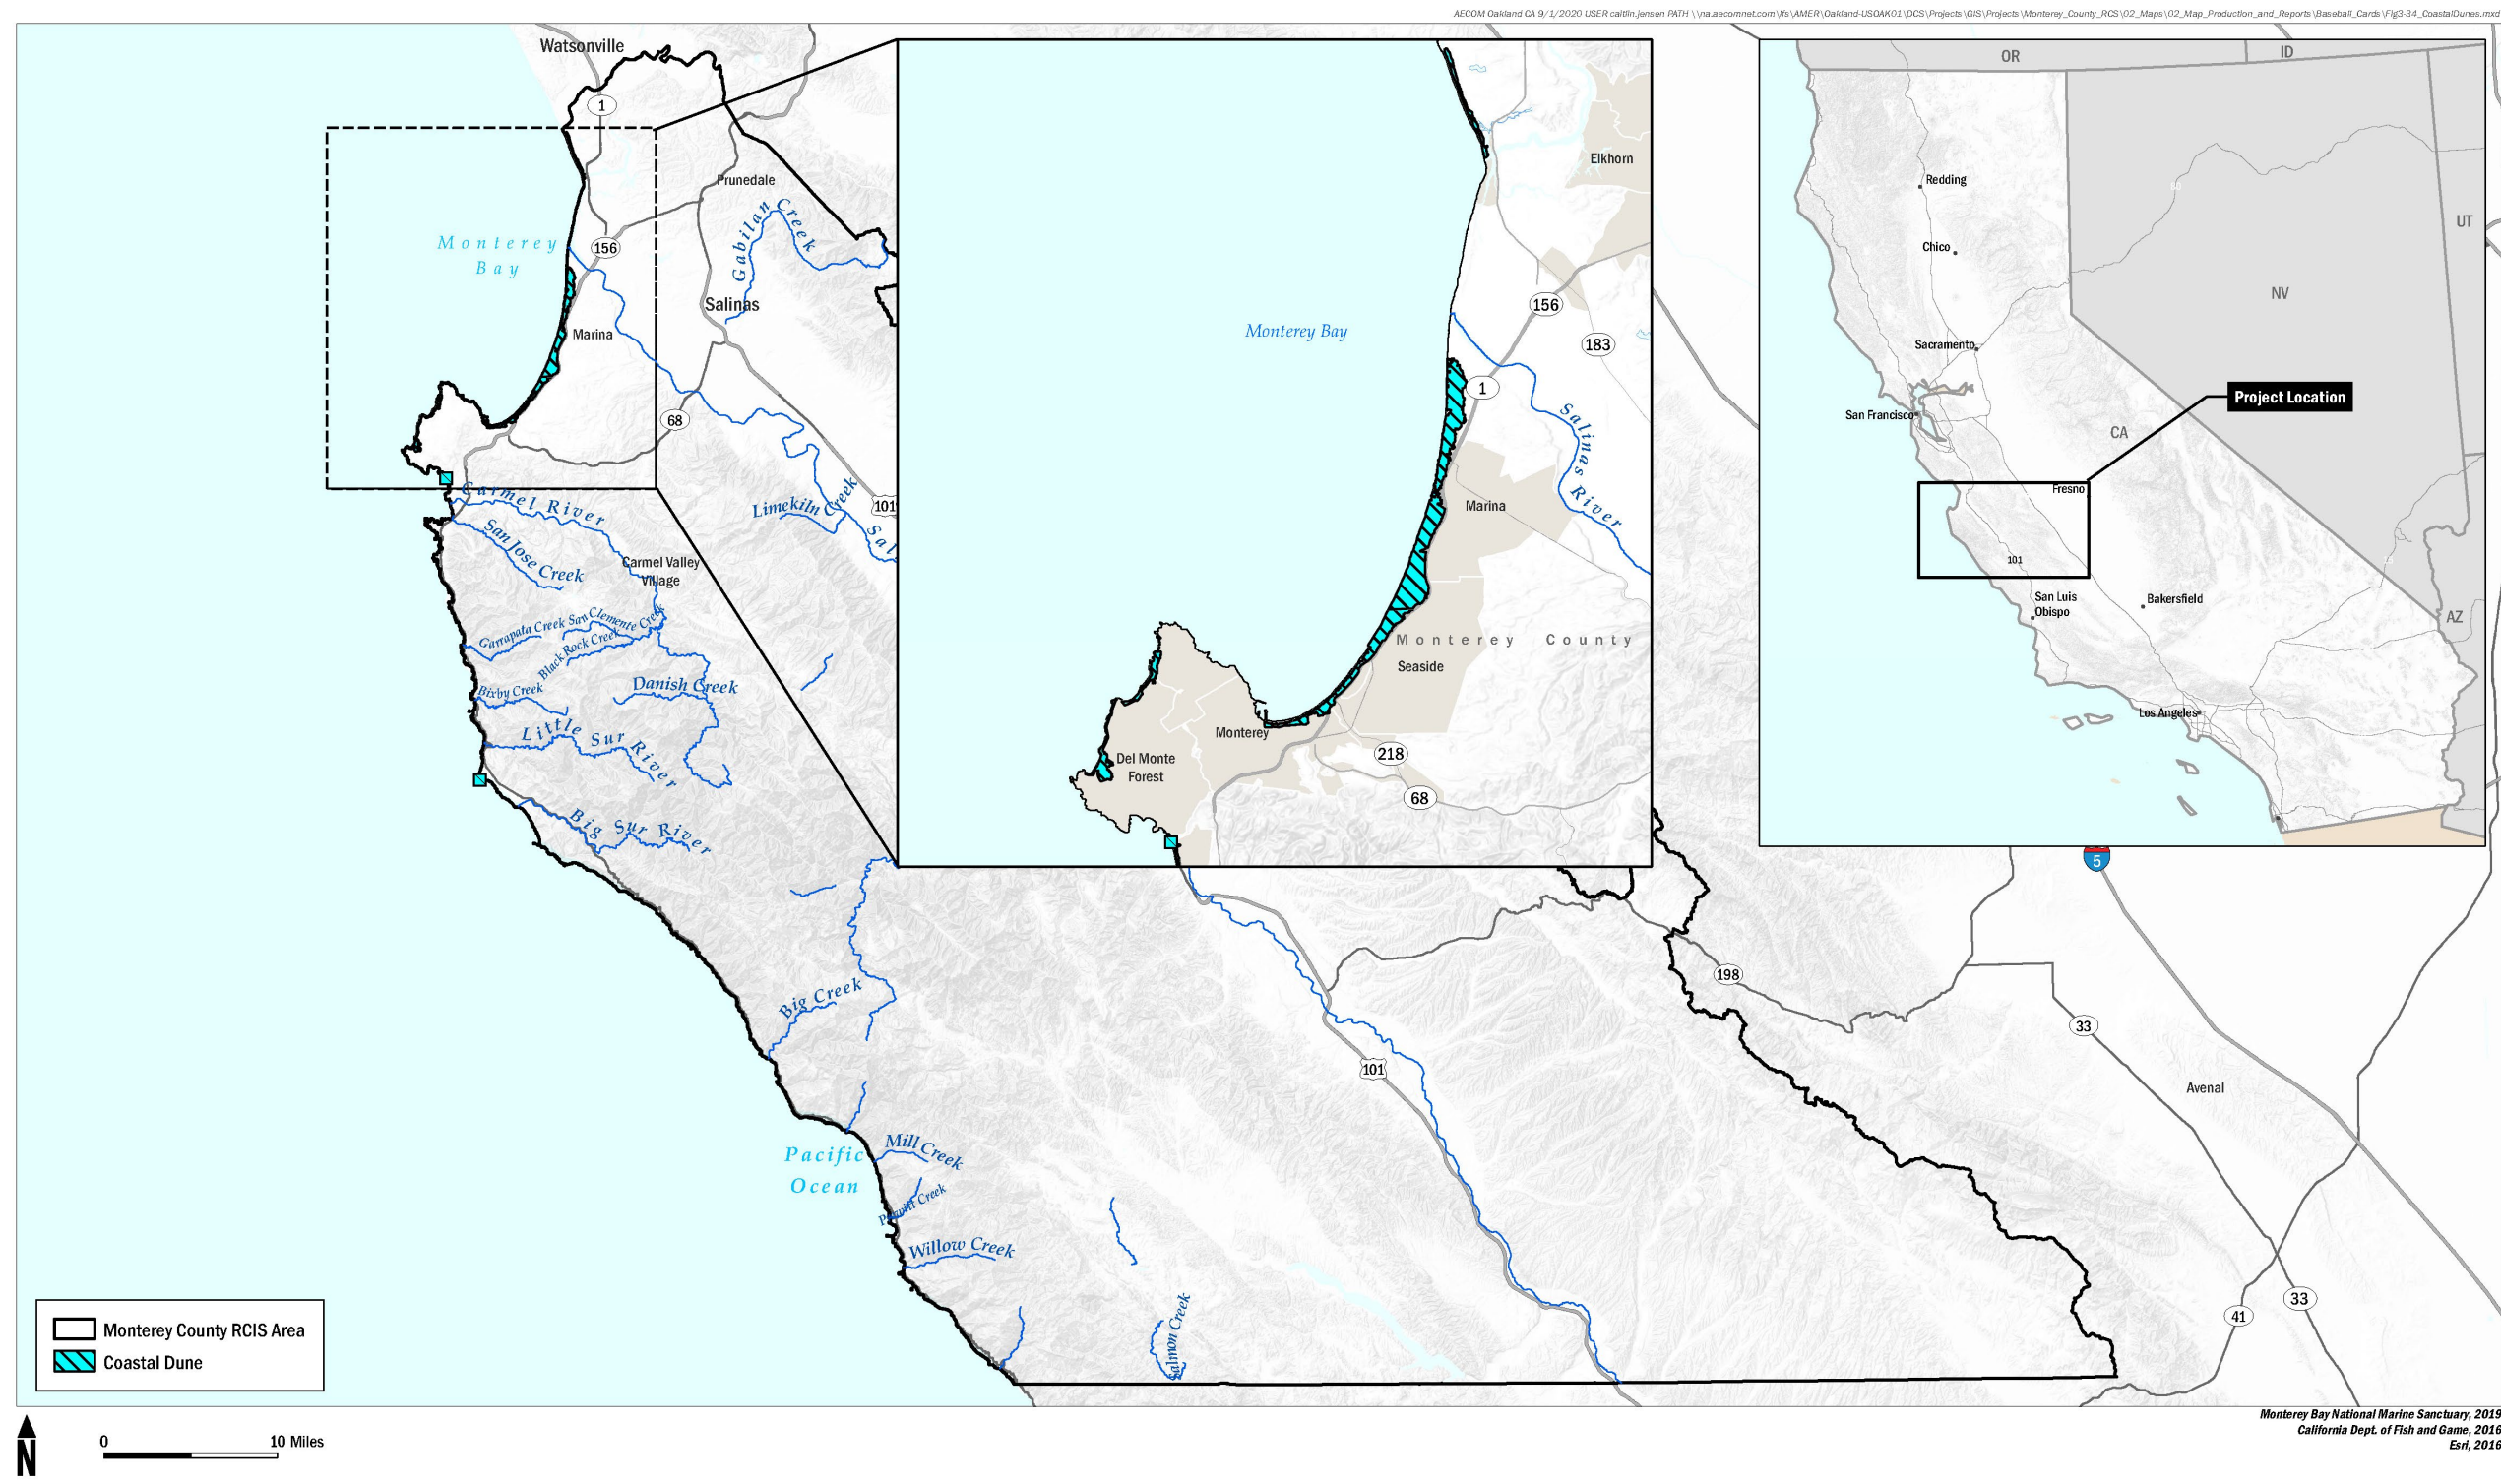 AECOM Oakland CA 9/1/2020 USER caitlin.jensen PATH \\na.aecomnet.com\lfs\AMER\Oakland-USOAK01\DCS\Projects\GIS\Projects\Monterey_County_RCS\02_Maps\02_Map_Production_and_Reports\Baseball_Cards\Fig3-34_CoastalDunes.mxd
Watsonville
1
Prunedale
Gabilan Creek
Monterey
Bay
156
Salinas
Marina
68
Carmel River
Limekiln Creek
101
Sal
San Jose Creek
Carmel Valley
Village
Garrapata Creek
San Clemente Creek
Black Rock Creek
Bixby Creek
Danish Creek
Little Sur River
Big Sur River
Big Creek
Pacific
Ocean
Mill Creek
Creek
Willow Creek
Salmon Creek
101
198
33
Avenal
33
41
5
Elkhorn
156
183
Monterey Bay
1
Salinas River
Marina
Monterey County
Seaside
Monterey
218
Del Monte
Forest
68
OR
ID
Redding
UT
Chico
NV
Sacramento
Project Location
San Francisco
CA
Fresno
101
San Luis
Obispo
Bakersfield
AZ
Los Angeles
Monterey County RCIS Area
Coastal Dune
N
0 10 Miles
Monterey Bay National Marine Sanctuary, 2019
California Dept. of Fish and Game, 2016
Esri, 2016